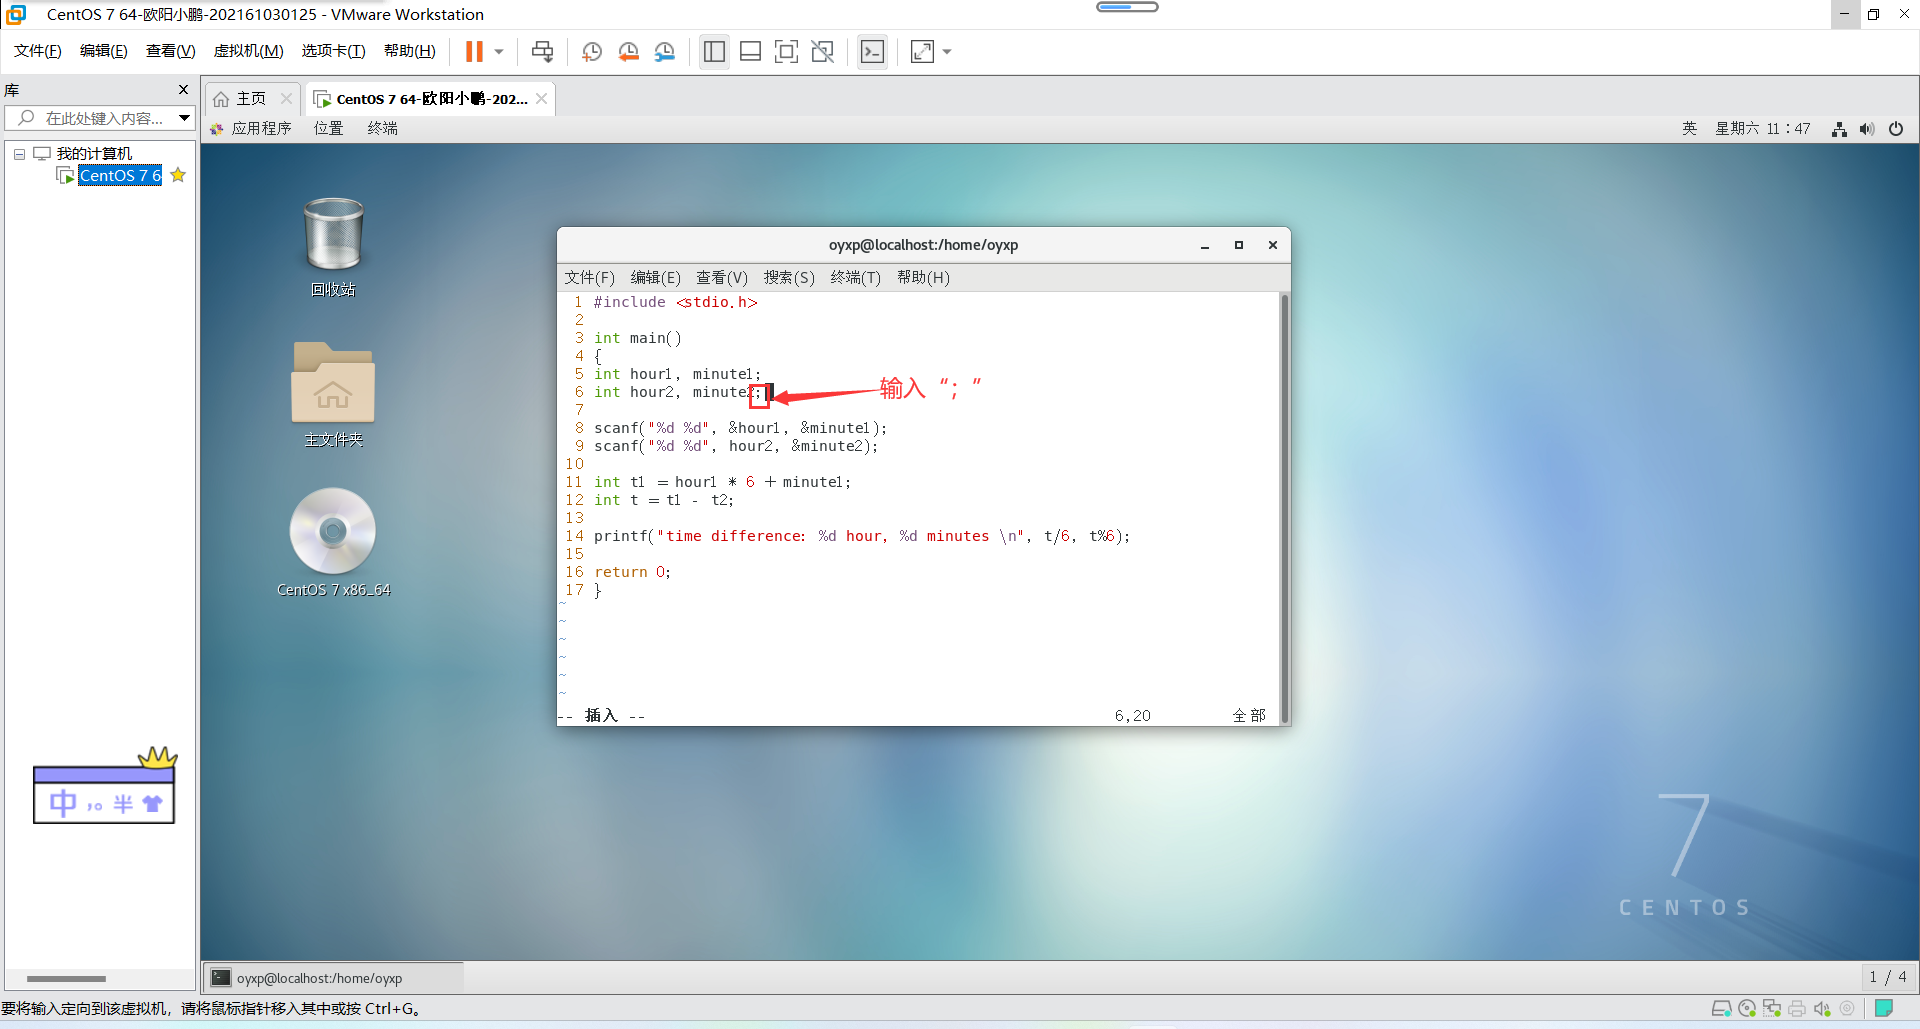 CentOS 7 64-欧阳小鹏-202161030125 - VMware Workstation
文件(F) 编辑(E) 查看(V) 虚拟机(M) 选项卡(T) 帮助(H)
库
主页
CentOS 7 64-欧阳小鹏-202...
在此处键入内容...
应用程序 位置 终端
英 星期六 11：47
我的计算机
CentOS 7 6
回收站
主文件夹
CentOS 7 x86_64
oyxp@localhost:/home/oyxp
文件(F) 编辑(E) 查看(V) 搜索(S) 终端(T) 帮助(H)
1 #include <stdio.h>
2
3 int main()
4 {
5 int hour1, minute1;
6 int hour2, minute2;
输入“；”
7
8 scanf("%d %d", &hour1, &minute1);
9 scanf("%d %d", hour2, &minute2);
10
11 int t1 = hour1 * 6 + minute1;
12 int t = t1 - t2;
13
14 printf("time difference: %d hour, %d minutes \n", t/6, t%6);
15
16 return 0;
17 }
~
~
~
~
~
~
-- 插入 -- 6,20 全部
中 ,。 半
7
CENTOS
oyxp@localhost:/home/oyxp
1 / 4
要将输入定向到该虚拟机，请将鼠标指针移入其中或按 Ctrl+G。